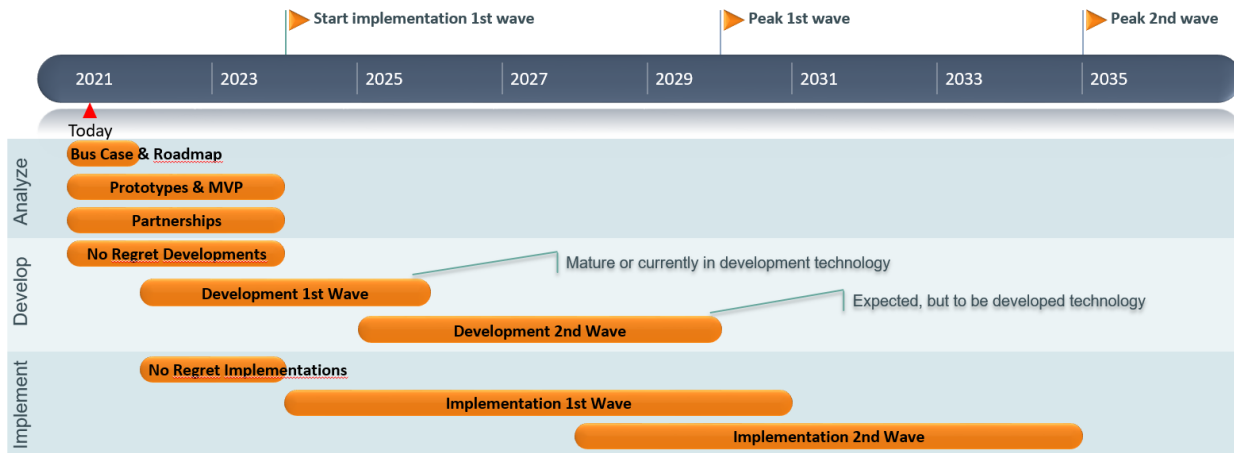 Start implementation 1st wave
Peak 1st wave
Peak 2nd wave
2021
2023
2025
2027
2029
2031
2033
2035
Today
Analyze
Bus Case & Roadmap
Prototypes & MVP
Partnerships
Develop
No Regret Developments
Mature or currently in development technology
Development 1st Wave
Expected, but to be developed technology
Development 2nd Wave
Implement
No Regret Implementations
Implementation 1st Wave
Implementation 2nd Wave